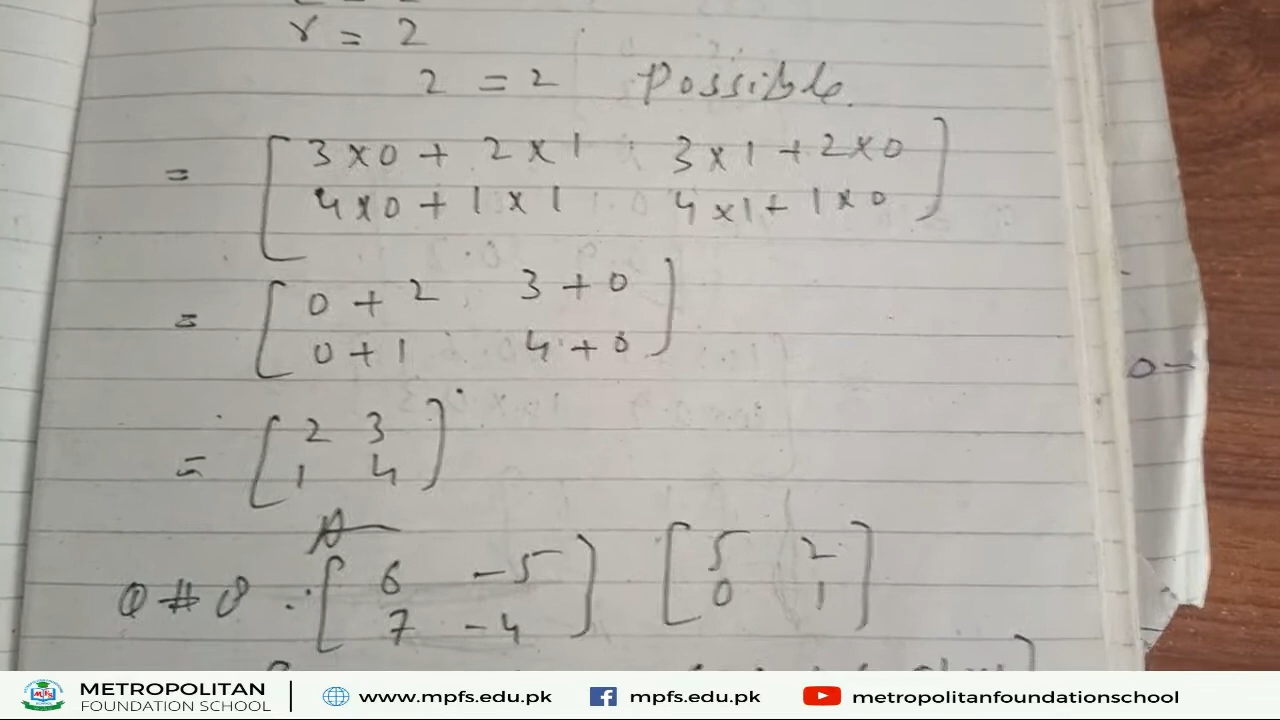 r = 2
2 = 2 Possible.
= [ 3×0 + 2×1 3×1+2×0
4×0+1×1 4×1+1×0 ]
= [ 0+2 3+0
0+1 4+0 ]
= [ 2 3
1 4 ]
Q#8 . [ 6 -5 ] [ 5 2 ]
7 -4 0 1
METROPOLITAN
FOUNDATION SCHOOL
www.mpfs.edu.pk
mpfs.edu.pk
metropolitanfoundationschool